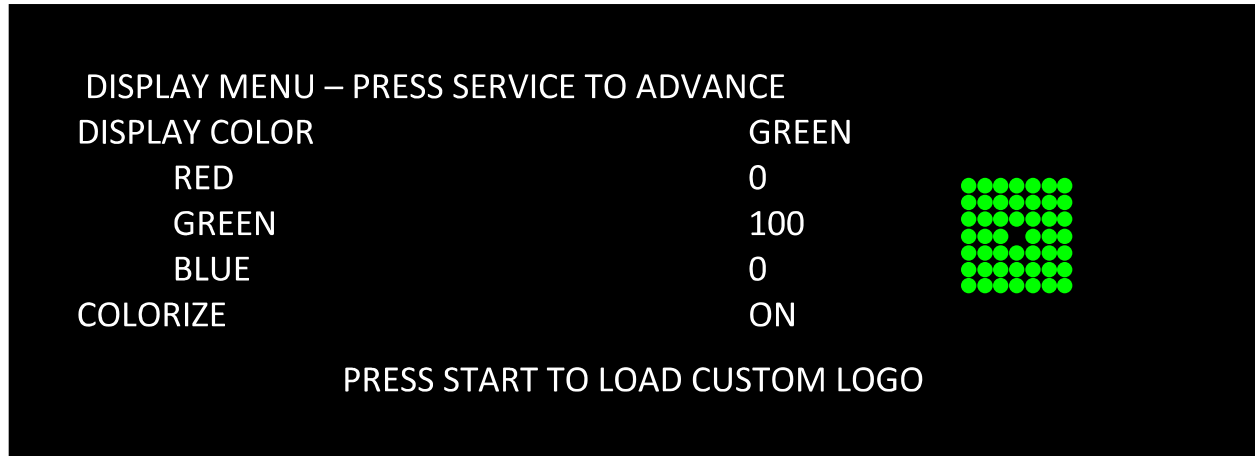 DISPLAY MENU – PRESS SERVICE TO ADVANCE
DISPLAY COLOR GREEN
RED 0
GREEN 100
BLUE 0
COLORIZE ON
PRESS START TO LOAD CUSTOM LOGO